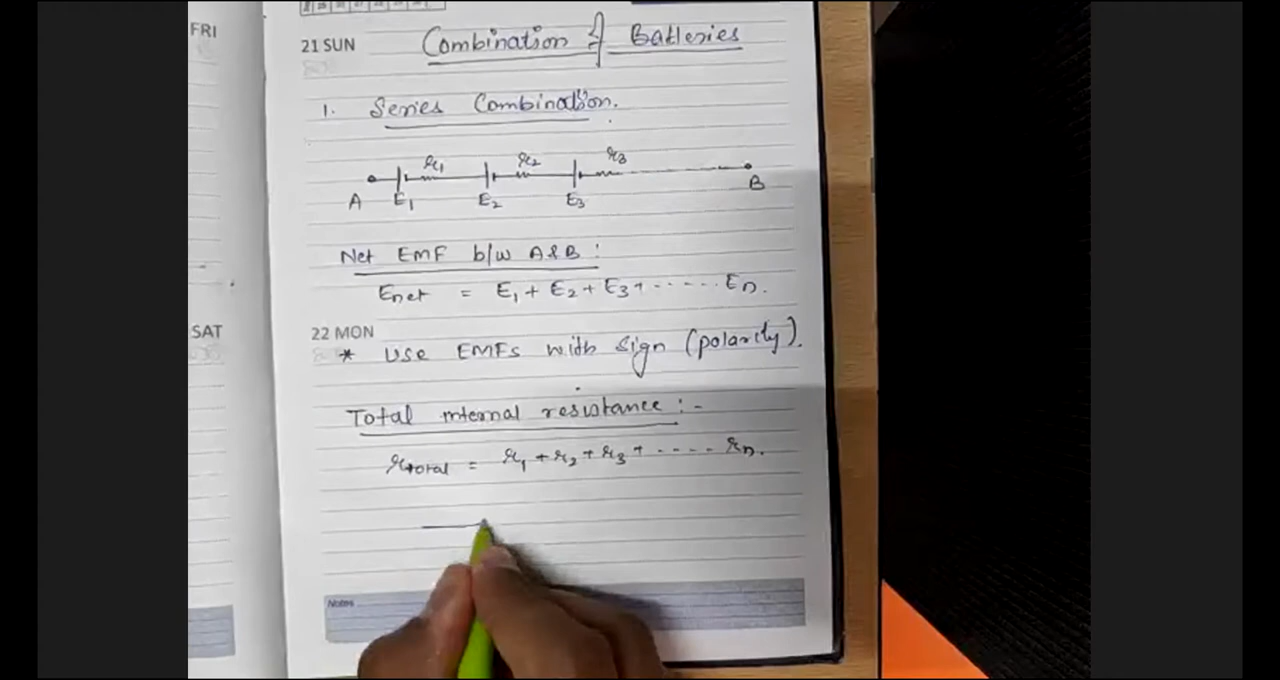 FRI
21 SUN
Combination of Batteries
1. Series Combination.
r1 r2 r3
A E1 E2 E3 B
Net EMF b/w A & B :
Enet = E1 + E2 + E3 + ...... En.
SAT
22 MON
* Use EMFs with sign (polarity).
Total internal resistance :-
rtotal = r1 + r2 + r3 + ..... rn.
Notes